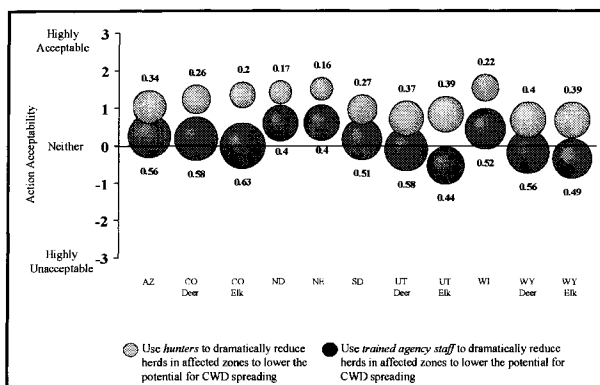 Highly
Acceptable
3
2
1
Neither
0
-1
-2
Highly
Unacceptable
-3
Action Acceptability
0.34
0.26
0.2
0.17
0.16
0.27
0.37
0.39
0.22
0.4
0.39
0.56
0.58
0.63
0.4
0.4
0.51
0.58
0.44
0.52
0.56
0.49
AZ
CO
Deer
CO
Elk
ND
NE
SD
UT
Deer
UT
Elk
WI
WY
Deer
WY
Elk
Use hunters to dramatically reduce
herds in affected zones to lower the
potential for CWD spreading
Use trained agency staff to dramatically reduce
herds in affected zones to lower the potential for
CWD spreading